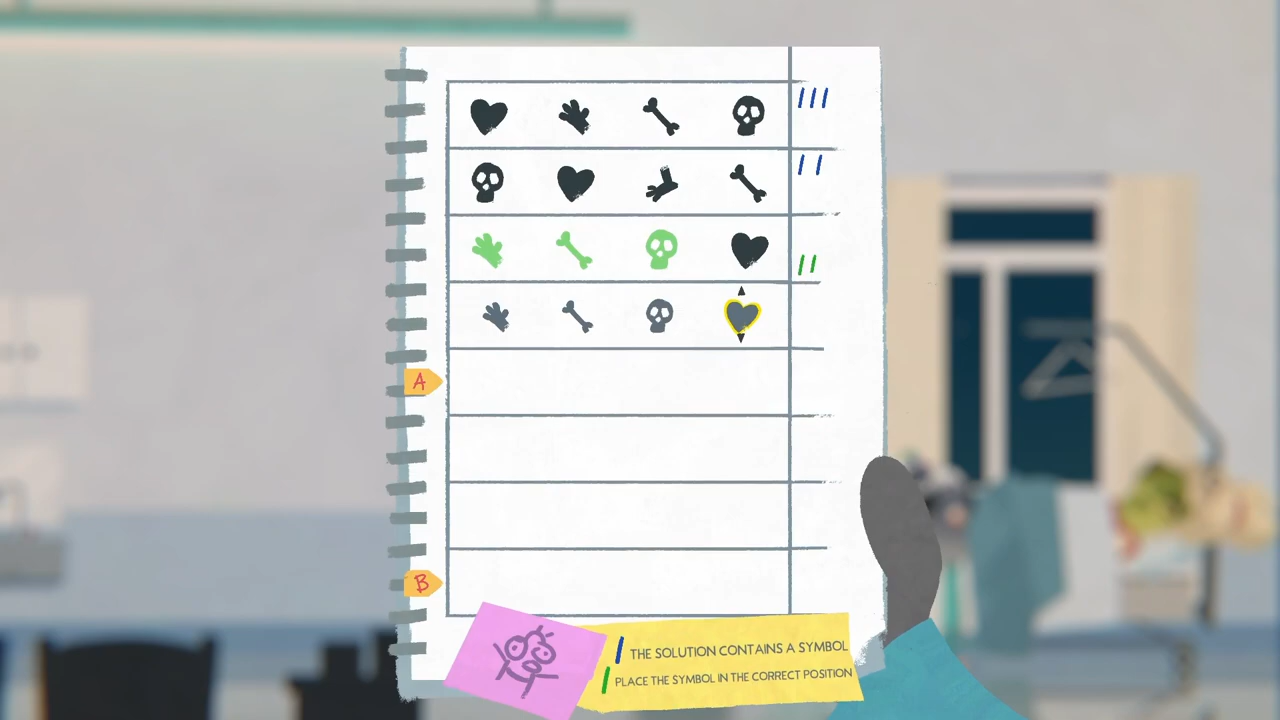 A
B
THE SOLUTION CONTAINS A SYMBOL
PLACE THE SYMBOL IN THE CORRECT POSITION